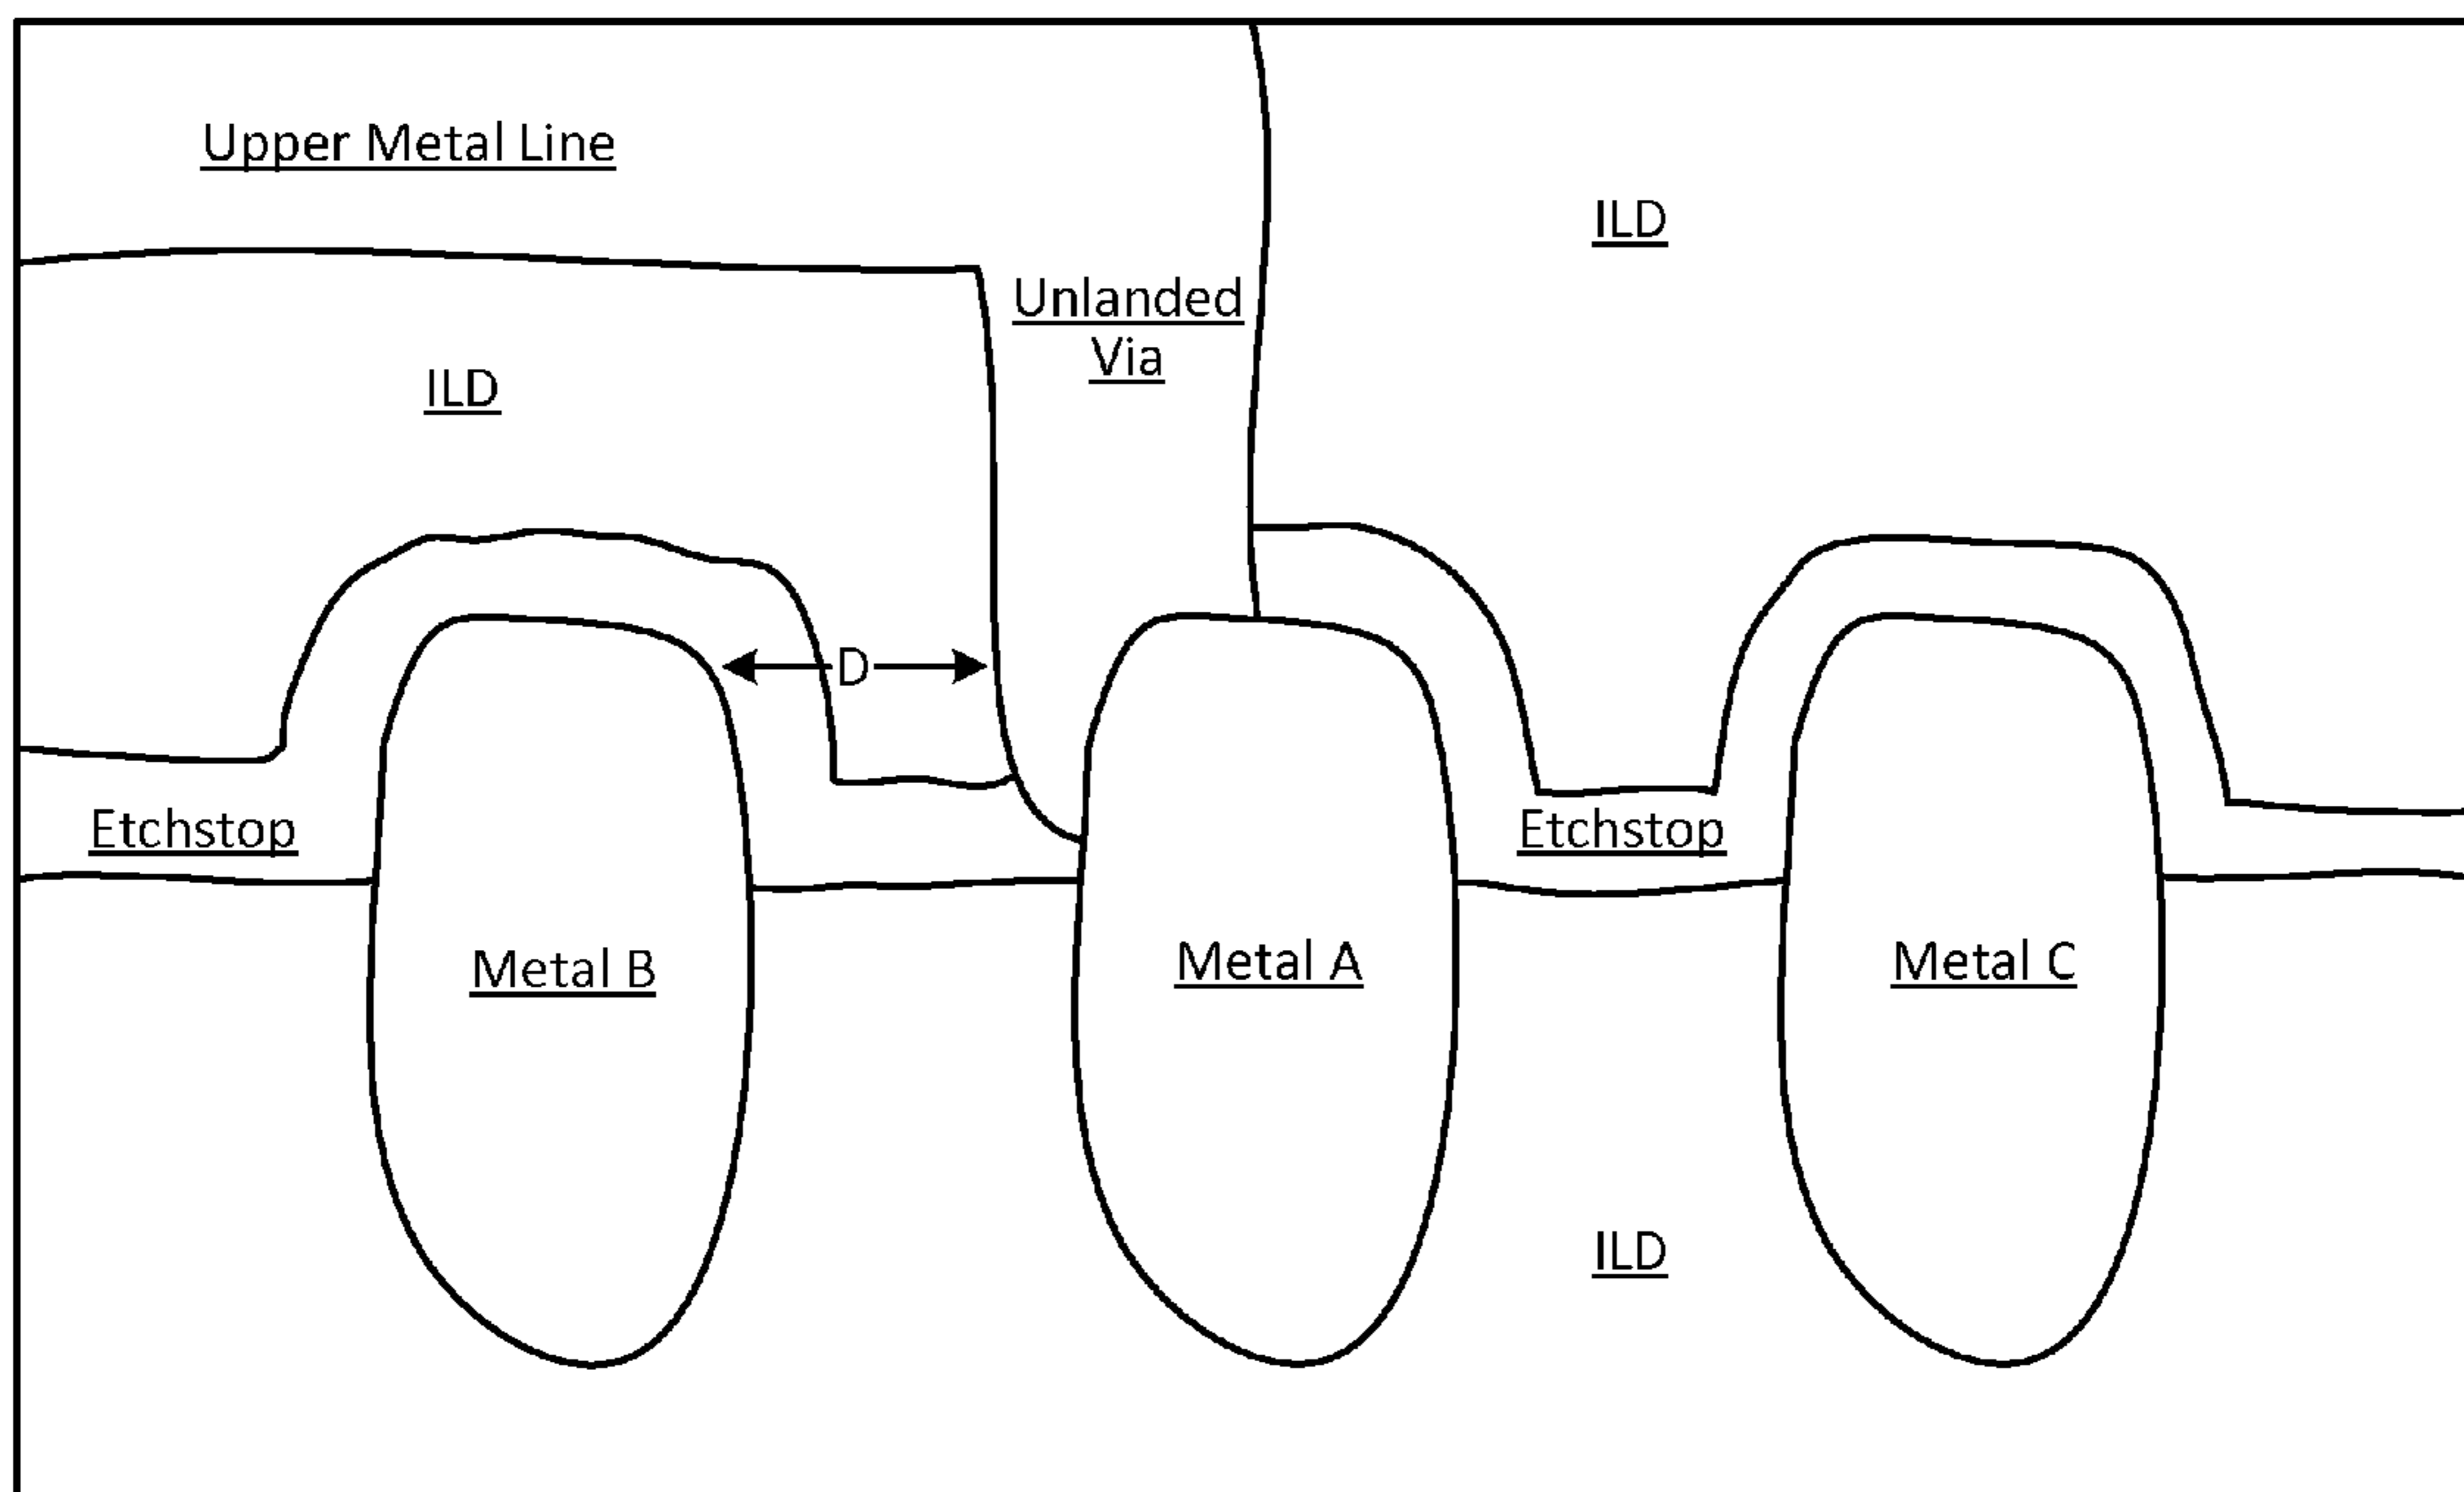 Upper Metal Line
ILD
Unlanded
Via
ILD
D
Etchstop
Etchstop
Metal B
Metal A
Metal C
ILD